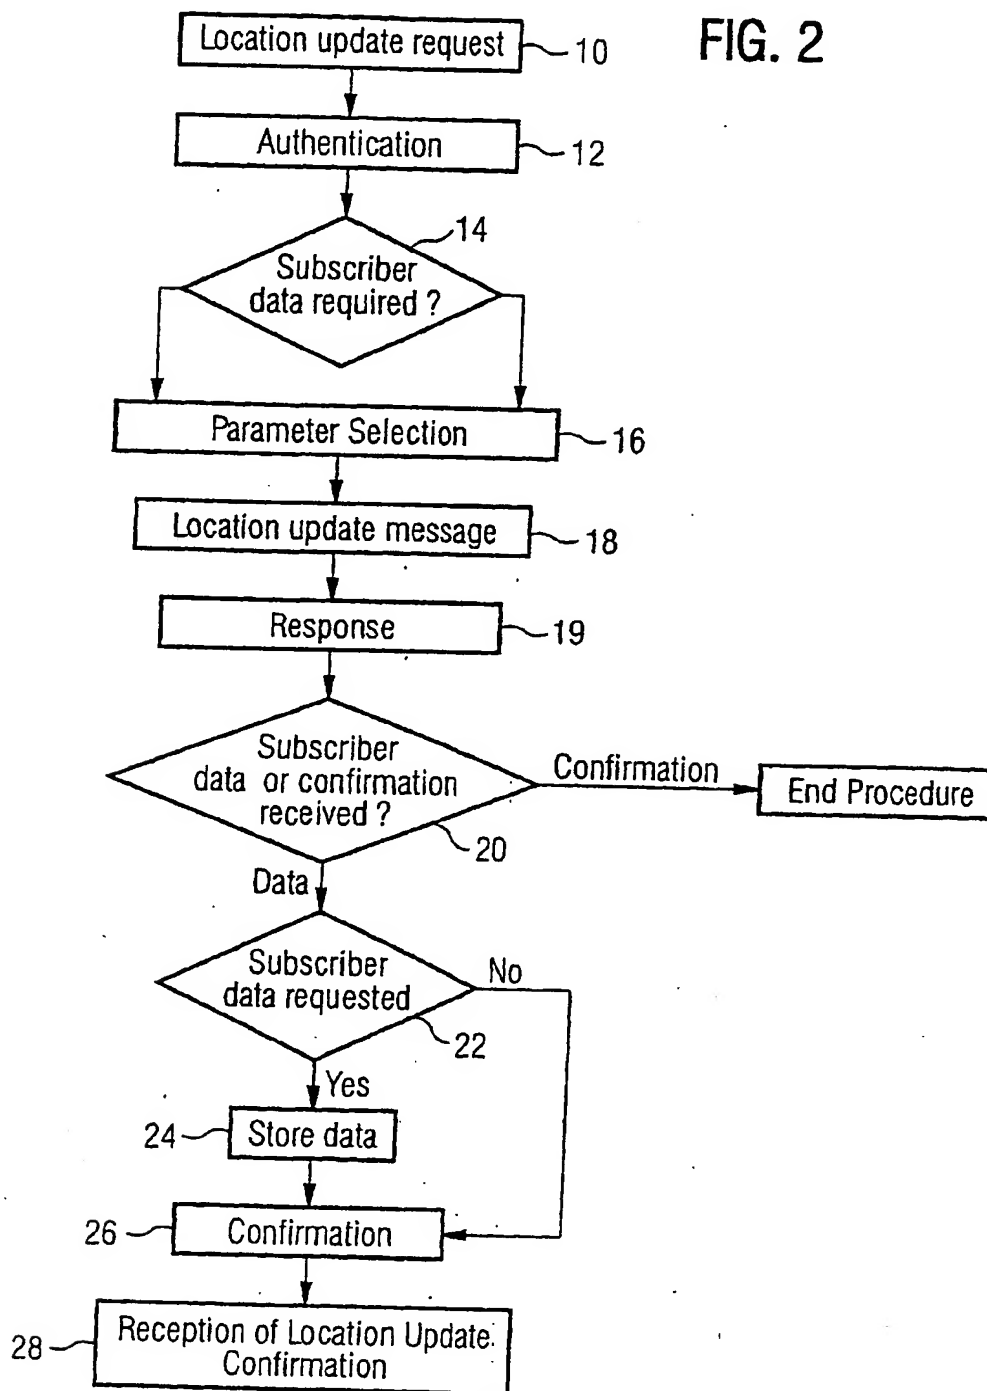 FIG. 2
Location update request
10
Authentication
12
14
Subscriber
data required ?
Parameter Selection
16
Location update message
18
Response
19
Subscriber
data or confirmation
received ?
20
Confirmation
End Procedure
Data
Subscriber
data requested
22
No
Yes
24
Store data
26
Confirmation
28
Reception of Location Update
Confirmation